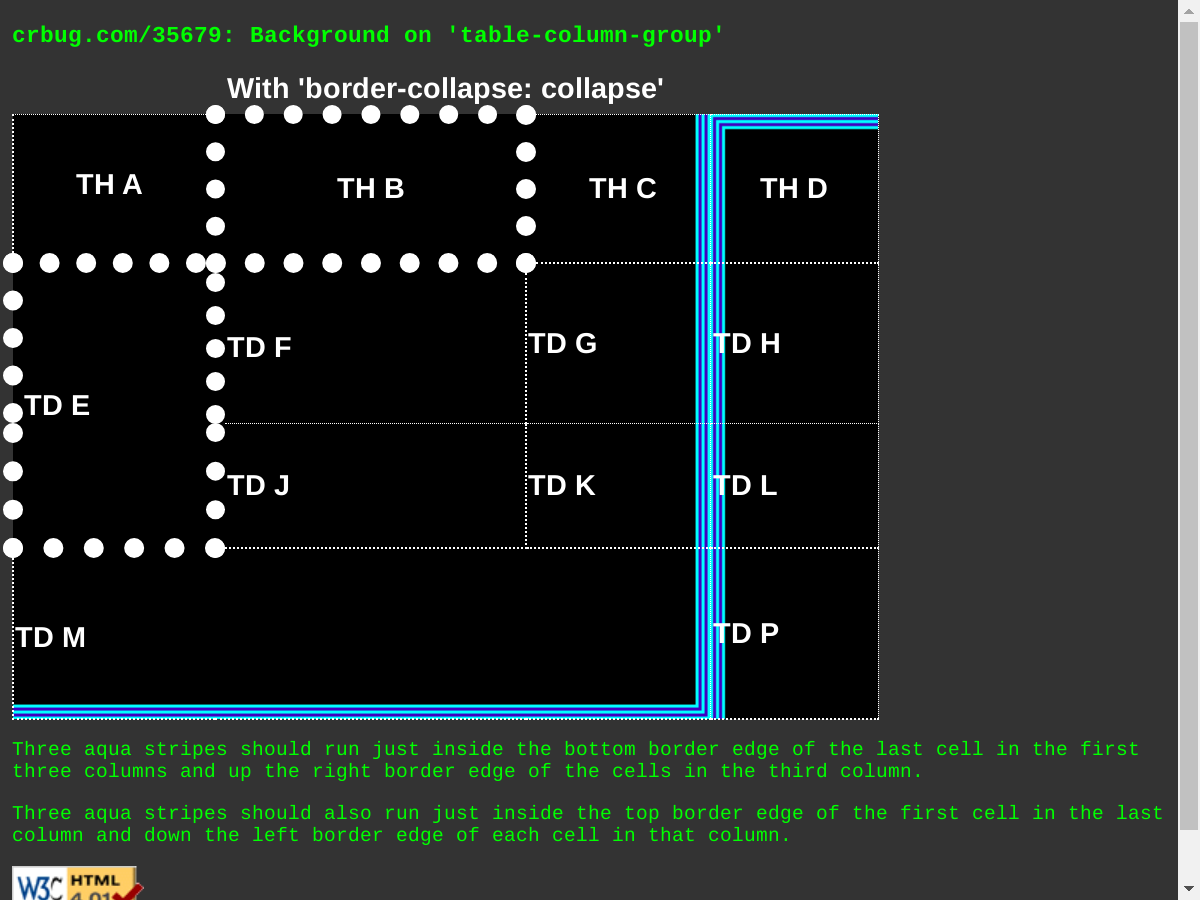 crbug.com/35679: Background on 'table-column-group'
With 'border-collapse: collapse'
TH A
TH B
TH C
TH D
TD E
TD F
TD G
TD H
TD J
TD K
TD L
TD M
TD P
Three aqua stripes should run just inside the bottom border edge of the last cell in the first
three columns and up the right border edge of the cells in the third column.
Three aqua stripes should also run just inside the top border edge of the first cell in the last
column and down the left border edge of each cell in that column.
W3C HTML
4.01